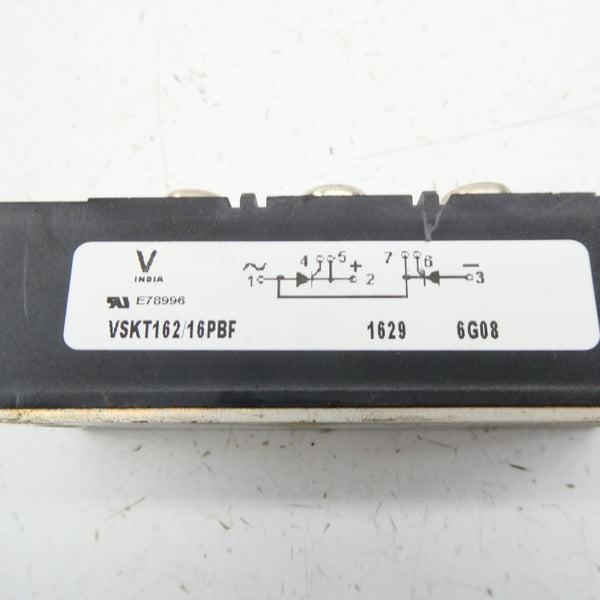 V
INDIA
E78996
~ 4 5 + 7 6 −
1 2 3
VSKT162/16PBF 1629 6G08